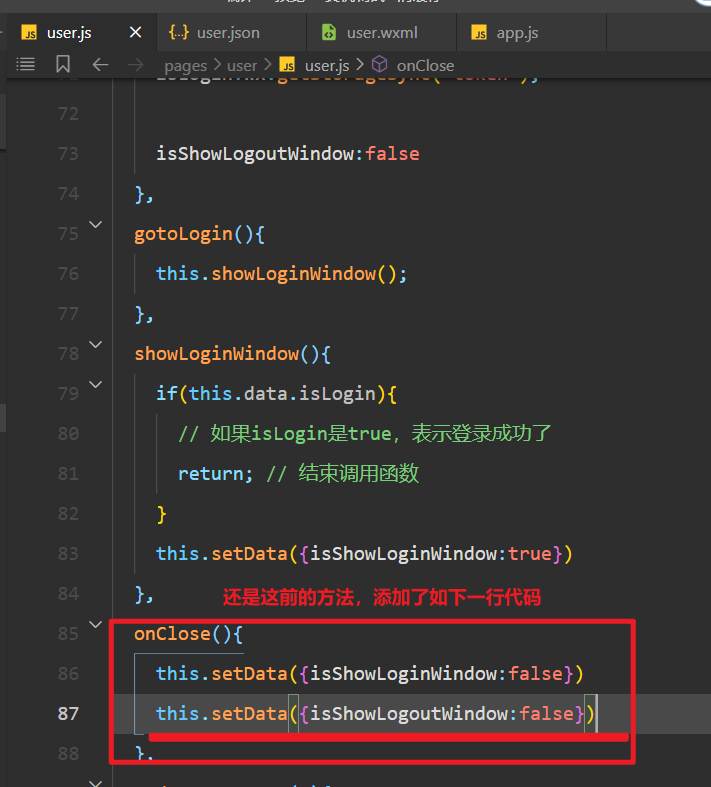 user.js
user.json
user.wxml
app.js
pages > user > user.js > onClose
72
73 isShowLogoutWindow:false
74 },
75 gotoLogin(){
76 this.showLoginWindow();
77 },
78 showLoginWindow(){
79 if(this.data.isLogin){
80 // 如果isLogin是true，表示登录成功了
81 return; // 结束调用函数
82 }
83 this.setData({isShowLoginWindow:true})
84 },
还是这前的方法，添加了如下一行代码
85 onClose(){
86 this.setData({isShowLoginWindow:false})
87 this.setData({isShowLogoutWindow:false})
88 },